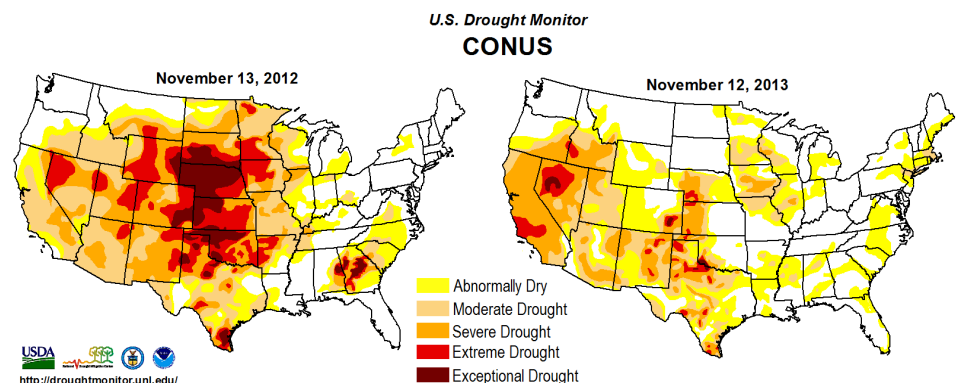 U.S. Drought Monitor
CONUS
November 13, 2012
November 12, 2013
Abnormally Dry
Moderate Drought
Severe Drought
Extreme Drought
Exceptional Drought
USDA
http://droughtmonitor.unl.edu/